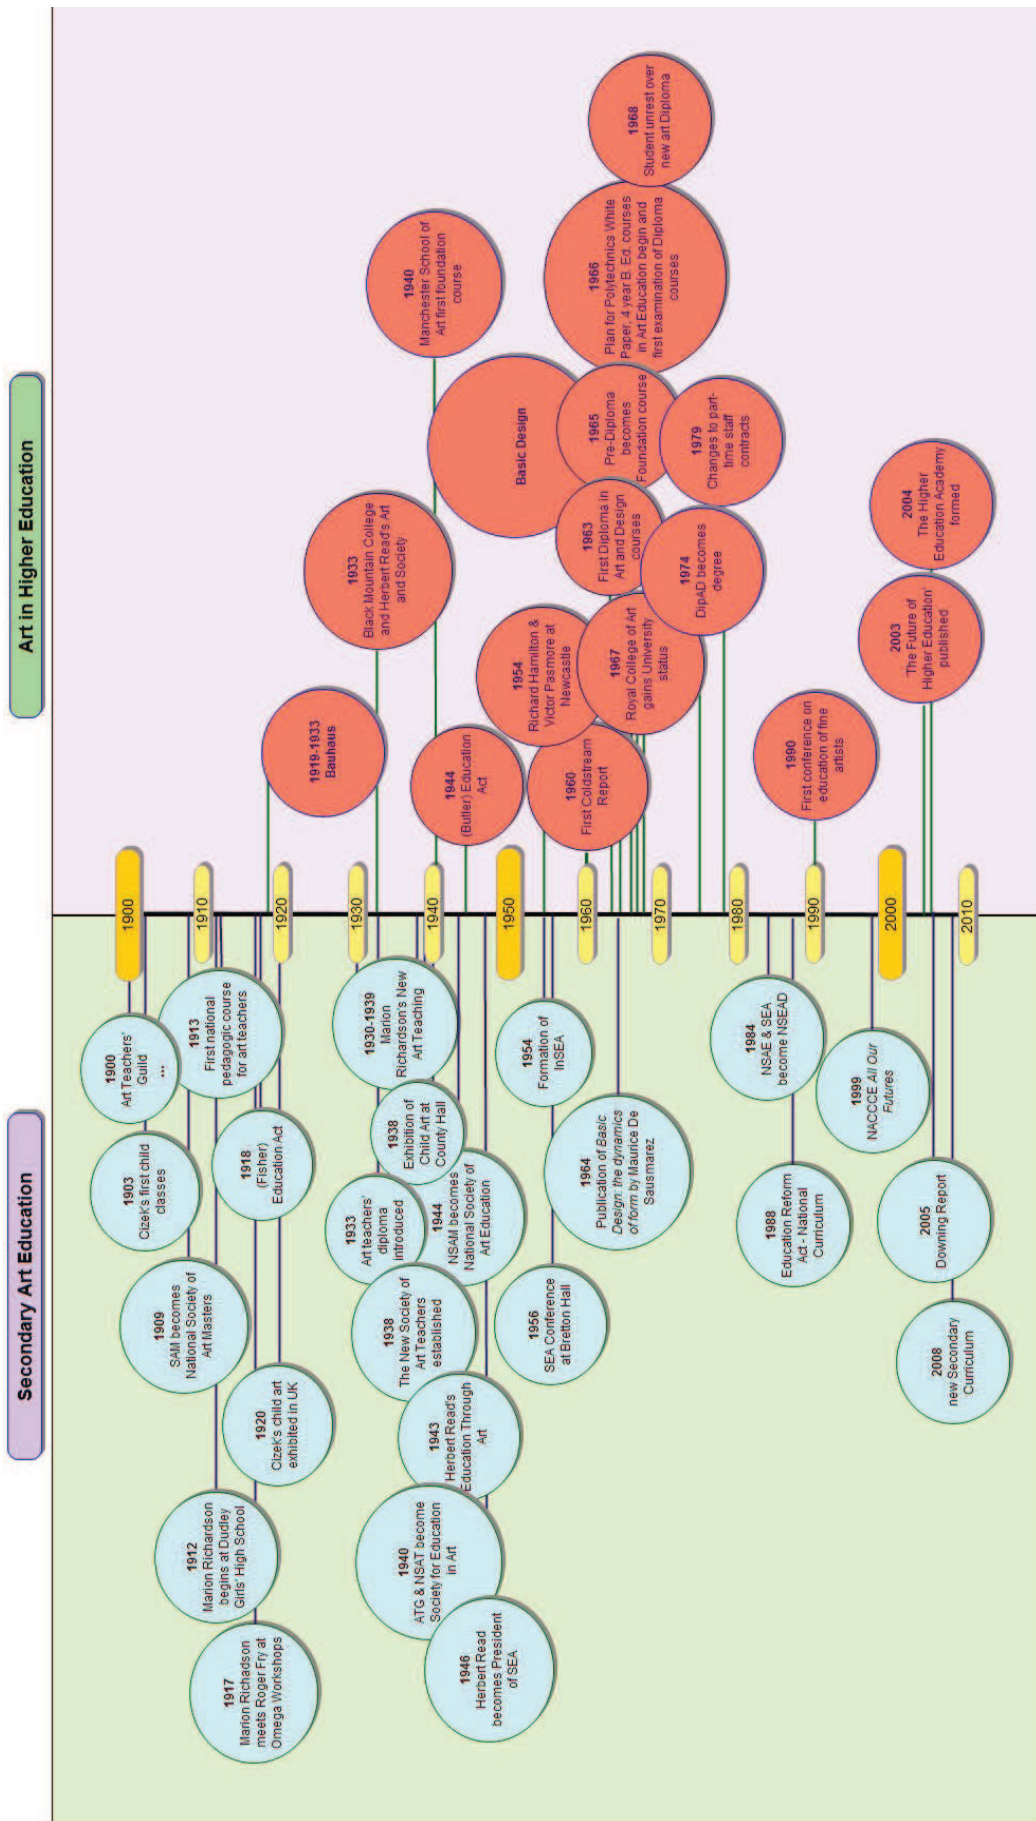 Art in Higher Education
Secondary Art Education
1968
Student unrest over
new art Diploma
1966
Plan for Polytechnics White
Paper, 4 year B. Ed. courses
in Art Education begin and
first examination of Diploma
courses
1940
Manchester School of
Art first foundation
course
Basic Design
1965
Pre-Diploma
becomes
Foundation course
1979
Changes to part-
time staff
contracts
1933
Black Mountain College
and Herbert Read's Art
and Society
1963
First Diploma in
Art and Design
courses
1974
DipAD becomes
degree
2004
The Higher
Education Academy
formed
2003
'The Future of
Higher Education'
published
1919-1933
Bauhaus
1954
Richard Hamilton &
Victor Pasmore at
Newcastle
1967
Royal College of Art
gains University
status
1944
(Butler) Education
Act
1960
First Coldstream
Report
1990
First conference on
education of fine
artists
1900
1910
1920
1930
1940
1950
1960
1970
1980
1990
2000
2010
1900
Art Teachers'
Guild
...
1913
First national
pedagogic course
for art teachers
1930-1939
Marion
Richardson's New
Art Teaching
1954
Formation of
InSEA
1984
NSAE & SEA
become NSEAD
1999
NACCCE All Our
Futures
1903
Cizek's first child
classes
1918
(Fisher)
Education Act
1938
Exhibition of
Child Art at
County Hall
1933
Art teachers'
diploma
introduced
1944
NSAM becomes
National Society of
Art Education
1964
Publication of Basic
Design: the dynamics
of form by Maurice De
Sausmarez
1988
Education Reform
Act - National
Curriculum
2005
Downing Report
1909
SAM becomes
National Society of
Art Masters
1938
The New Society of
Art Teachers
established
1956
SEA Conference
at Bretton Hall
2008
new Secondary
Curriculum
1920
Cizek's child art
exhibited in UK
1943
Herbert Read's
Education Through
Art
1912
Marion Richardson
begins at Dudley
Girls' High School
1940
ATG & NSAT become
Society for Education
in Art
1917
Marion Richadson
meets Roger Fry at
Omega Workshops
1946
Herbert Read
becomes President
of SEA